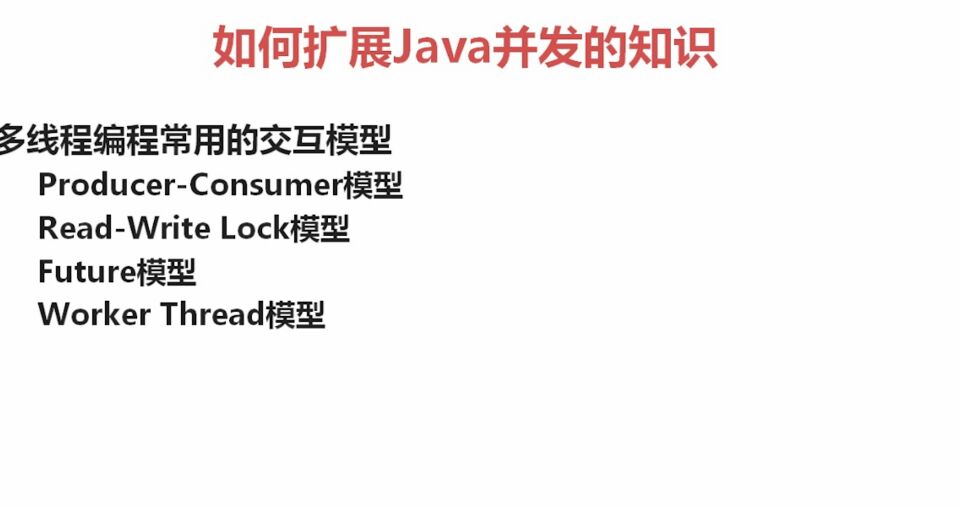 如何扩展Java并发的知识
多线程编程常用的交互模型
Producer-Consumer模型
Read-Write Lock模型
Future模型
Worker Thread模型